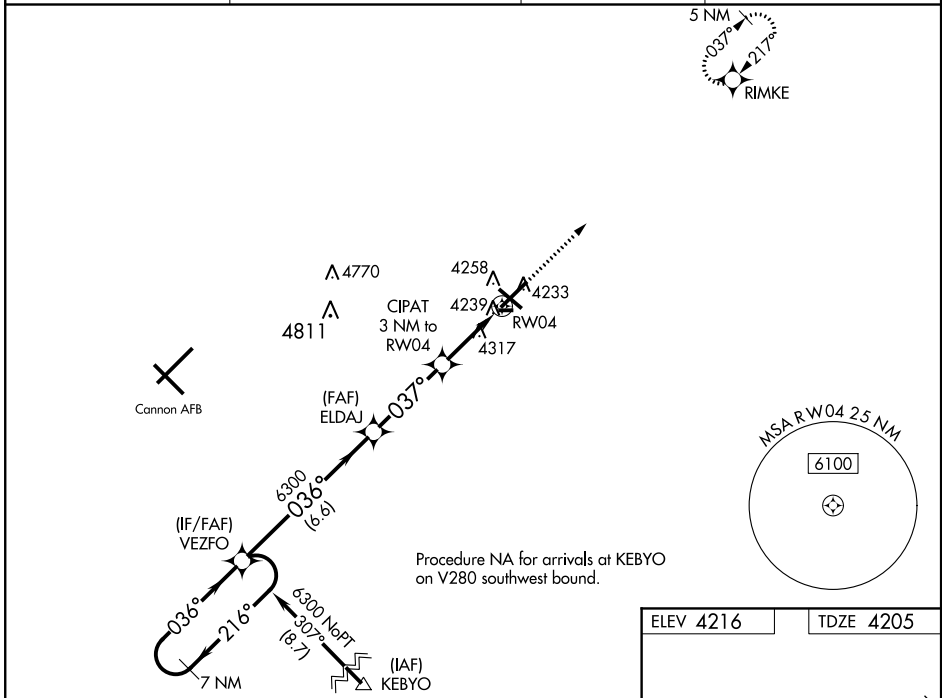 5 NM
037°
217°
RIMKE
4770
4258
4233
4811
CIPAT
3 NM to
RW04
4239
RW04
4317
037°
Cannon AFB
(FAF)
ELDAJ
MSA RW04 25 NM
6100
6300
036°
(6.6)
(IF/FAF)
VEZFO
Procedure NA for arrivals at KEBYO
on V280 southwest bound.
036°
216°
6300 NoPT
307°
(8.7)
7 NM
(IAF)
KEBYO
ELEV 4216
TDZE 4205